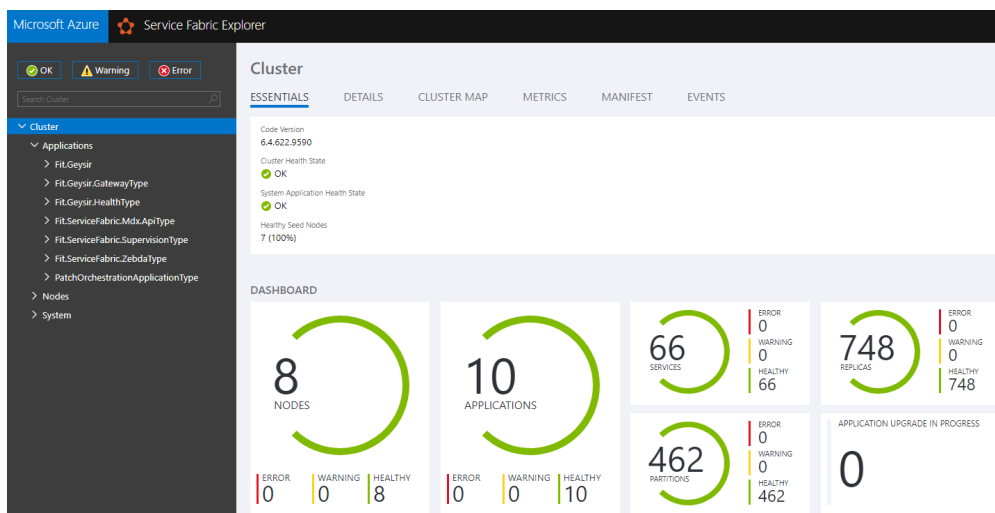 Microsoft Azure
Service Fabric Explorer
OK
Warning
Error
Search Cluster
Cluster
Applications
Fit.Geysir
Fit.Geysir.GatewayType
Fit.Geysir.HealthType
Fit.ServiceFabric.Mdx.ApiType
Fit.ServiceFabric.SupervisionType
Fit.ServiceFabric.ZebdaType
PatchOrchestrationApplicationType
Nodes
System
Cluster
ESSENTIALS DETAILS CLUSTER MAP METRICS MANIFEST EVENTS
Code Version
6.4.622.9590
Cluster Health State
OK
System Application Health State
OK
Healthy Seed Nodes
7 (100%)
DASHBOARD
8
NODES
ERROR WARNING HEALTHY
0 0 8
10
APPLICATIONS
ERROR WARNING HEALTHY
0 0 10
66
SERVICES
ERROR
0
WARNING
0
HEALTHY
66
748
REPLICAS
ERROR
0
WARNING
0
HEALTHY
748
462
PARTITIONS
ERROR
0
WARNING
0
HEALTHY
462
APPLICATION UPGRADE IN PROGRESS
0